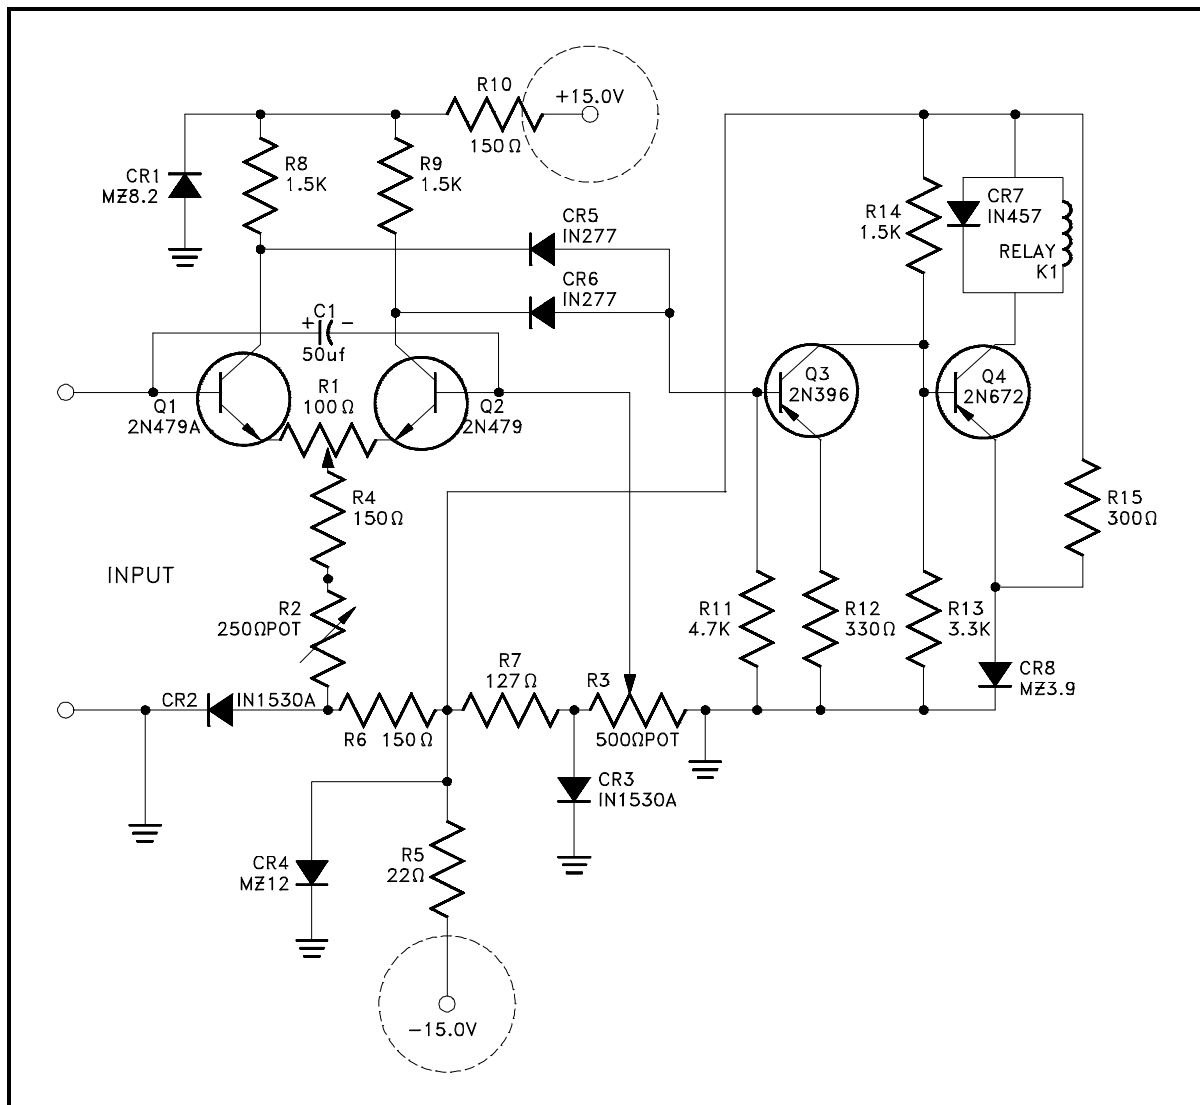 R10
+15.0V
150Ω
CR1
MZ8.2
R8
1.5K
R9
1.5K
CR5
IN277
CR6
IN277
R14
1.5K
CR7
IN457
RELAY
K1
C1
+ -
50uf
R1
100Ω
Q1
2N479A
Q2
2N479
Q3
2N396
Q4
2N672
R4
150Ω
R15
300Ω
INPUT
R2
250ΩPOT
R11
4.7K
R12
330Ω
R13
3.3K
CR2
IN1530A
R7
127Ω
R3
500ΩPOT
CR8
MZ3.9
R6 150Ω
CR3
IN1530A
CR4
MZ12
R5
22Ω
-15.0V